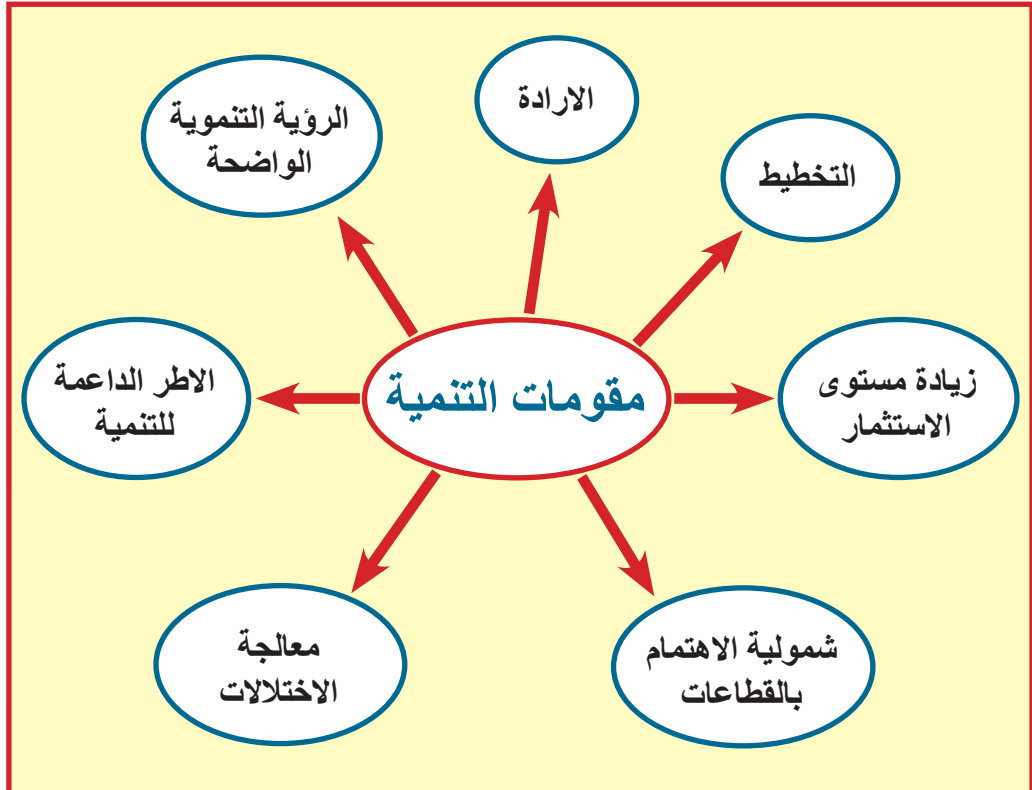 الارادة
الرؤية التنموية
الواضحة
التخطيط
مقومات التنمية
زيادة مستوى
الاستثمار
الاطر الداعمة
للتنمية
شمولية الاهتمام
بالقطاعات
معالجة
الاختلالات